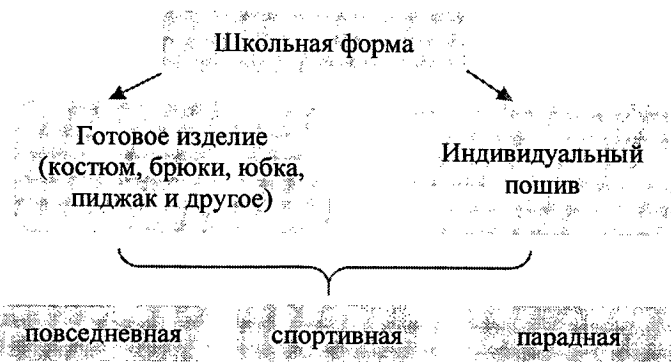 Школьная форма
Готовое изделие
(костюм, брюки, юбка,
пиджак и другое)
Индивидуальный
пошив
повседневная
спортивная
парадная